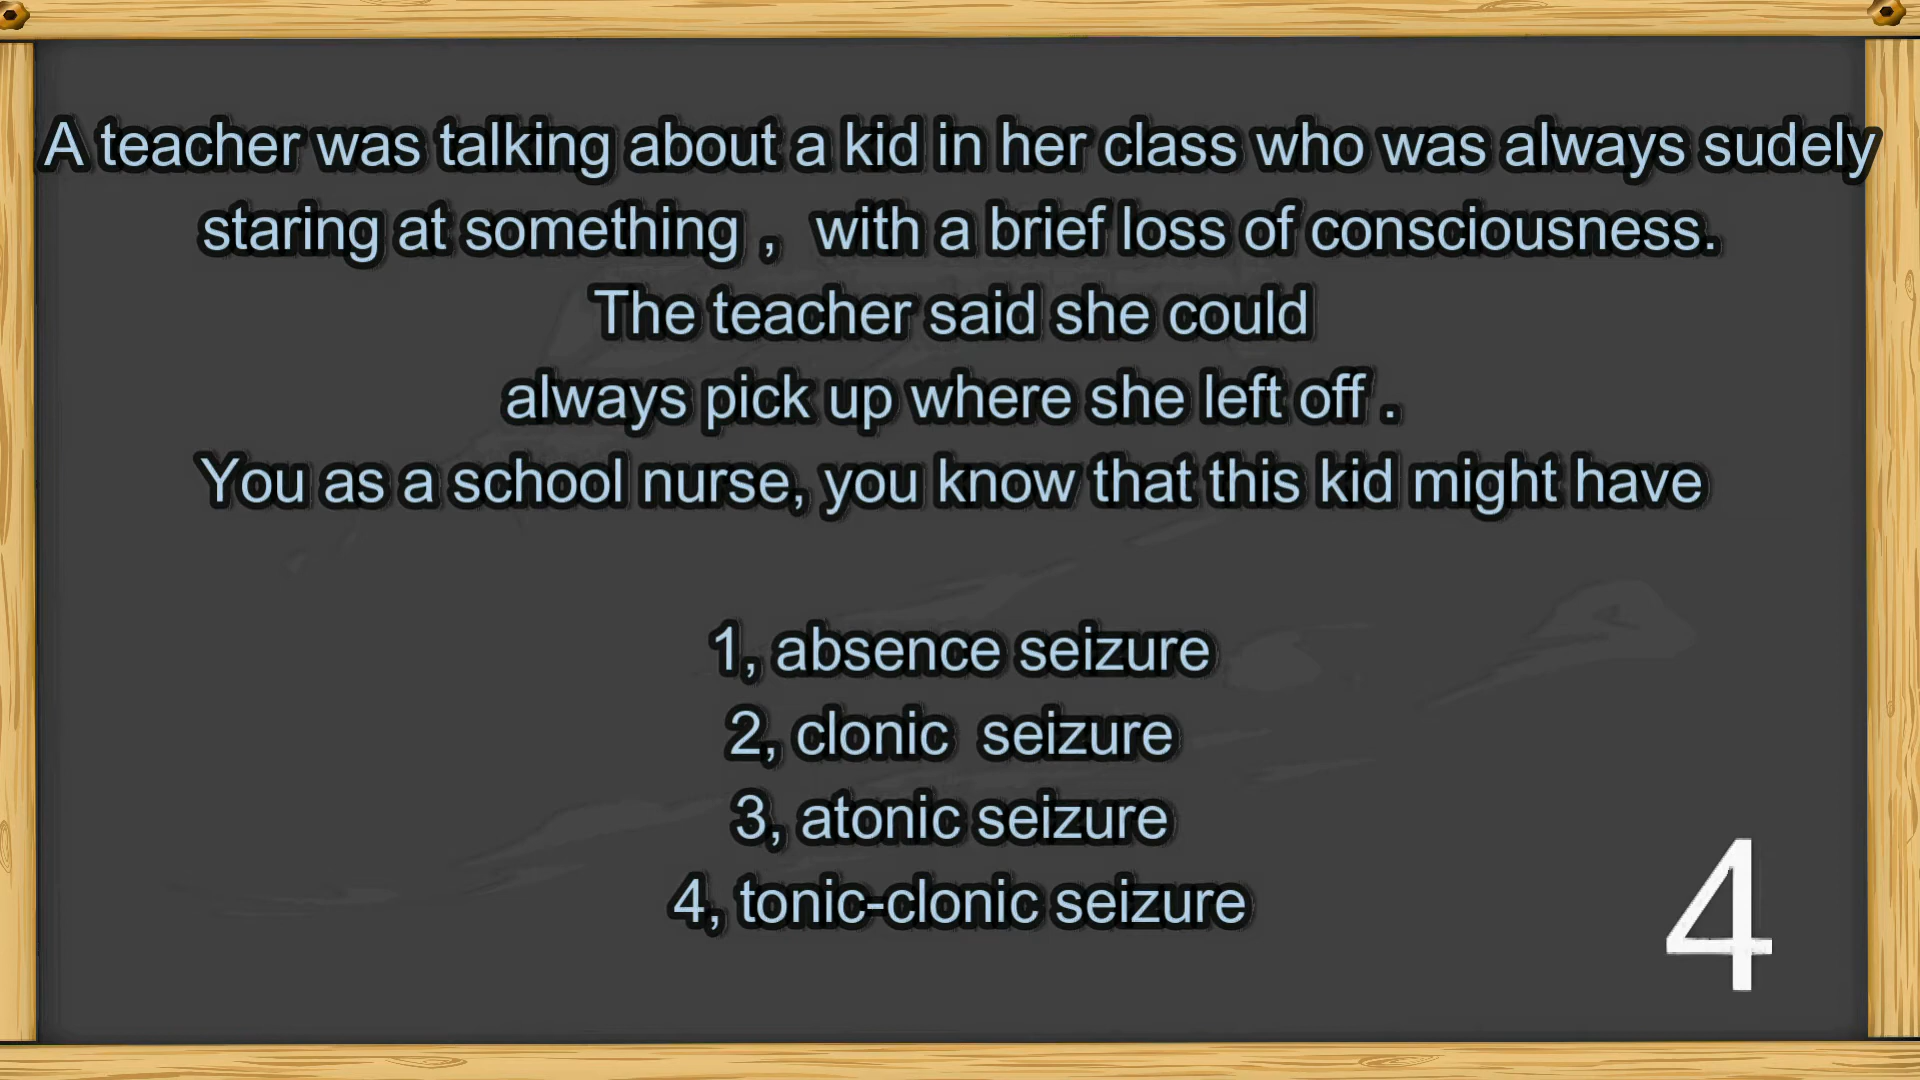 A teacher was talking about a kid in her class who was always sudely
staring at something ,  with a brief loss of consciousness.
The teacher said she could
always pick up where she left off .
You as a school nurse, you know that this kid might have
1, absence seizure
2, clonic  seizure
3, atonic seizure
4, tonic-clonic seizure
4